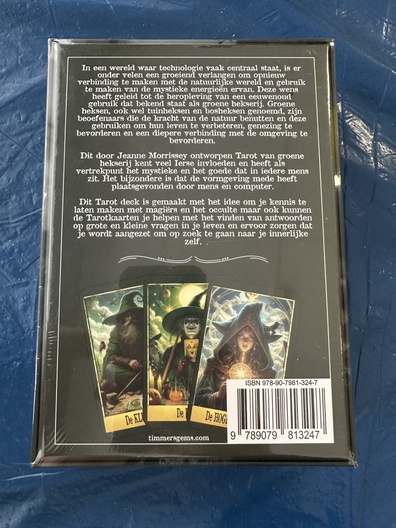 In een wereld waar technologie vaak centraal staat, is er
onder velen een groeiend verlangen om opnieuw
verbinding te maken met de natuurlijke wereld en gebruik
te maken van de mystieke energieën ervan. Deze wens
heeft geleid tot de heropleving van een eeuwenoud
gebruik dat bekend staat als groene hekserij. Groene
heksen, ook wel tuinheksen en bosheksen genoemd, zijn
beoefenaars die de kracht van de natuur benutten en deze
gebruiken om hun leven te verbeteren, genezing te
bevorderen en een diepere verbinding met de omgeving te
bevorderen.
Dit door Jeanne Morrissey ontworpen Tarot van groene
hekserij kent veel Ierse invloeden en heeft als
vertrekpunt het mystieke en het goede dat in iedere mens
zit. Het bijzondere is dat de vormgeving mede heeft
plaatsgevonden door mens en computer.
Dit Tarot deck is gemaakt met het idee om je kennis te
laten maken met magiërs en het occulte maar ook kunnen
de Tarotkaarten je helpen met het vinden van antwoorden
op grote en kleine vragen in je leven en ervoor zorgen dat
je wordt aangezet om op zoek te gaan naar je innerlijke
zelf.
De
De
De
timmersgems.com
ISBN 978-90-7981-324-7
9 789079 813247